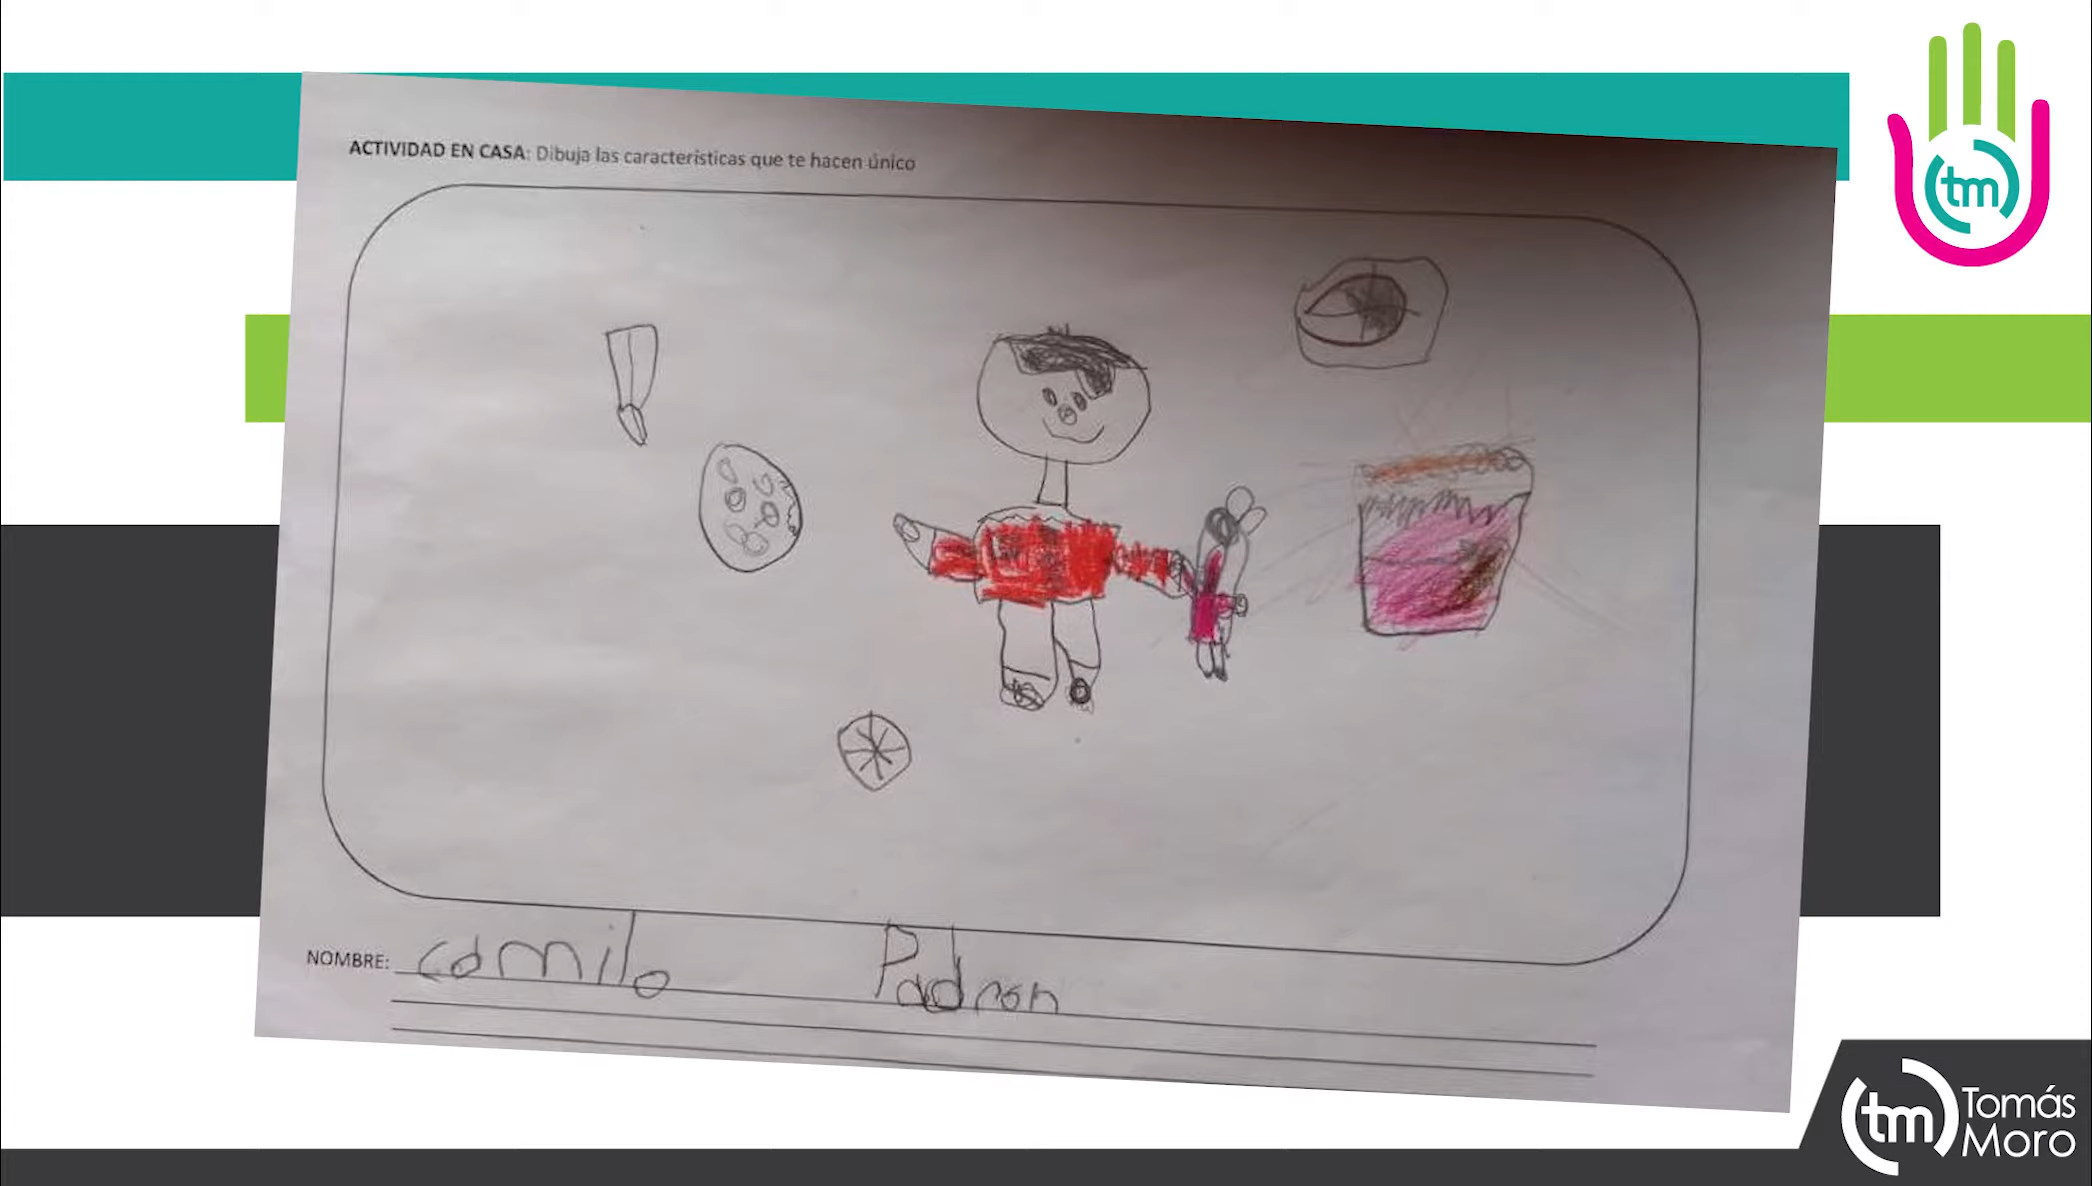 tm
ACTIVIDAD EN CASA: Dibuja las características que te hacen único
NOMBRE: camilo Padron
tm Tomás
Moro